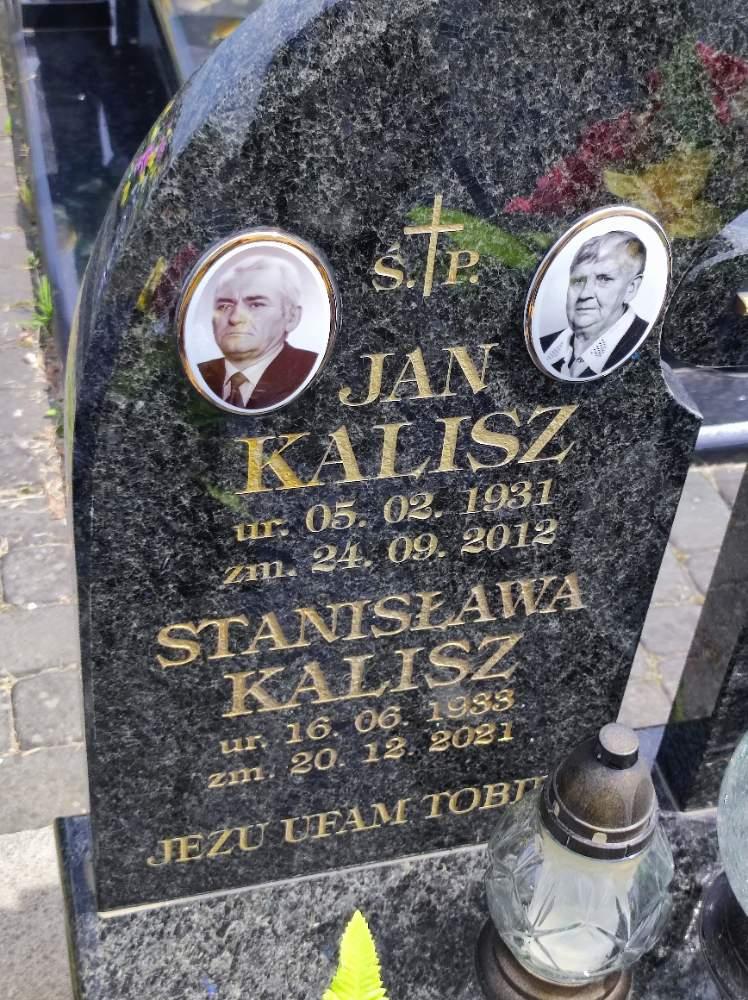 Ś. P.
JAN
KALISZ
ur. 05. 02. 1931
zm. 24. 09. 2012
STANISŁAWA
KALISZ
ur. 16. 06. 1933
zm. 20. 12. 2021
JEZU UFAM TOBIE